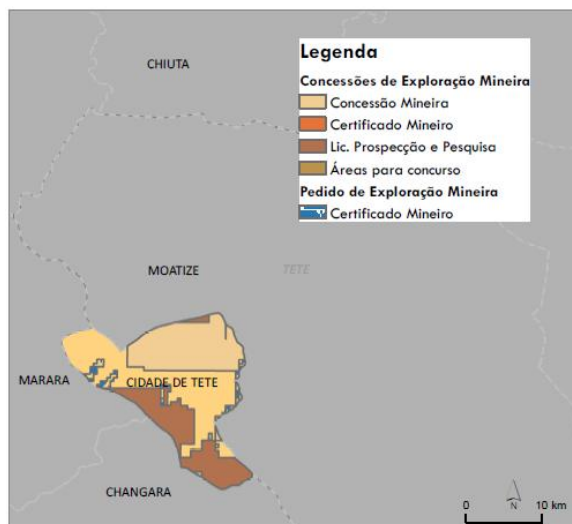 CHIUTA
Legenda
Concessões de Exploração Mineira
Concessão Mineira
Certificado Mineiro
Lic. Prospecção e Pesquisa
Áreas para concurso
Pedido de Exploração Mineira
Certificado Mineiro
MOATIZE
TETE
MARARA
CIDADE DE TETE
CHANGARA
N
0 10 km